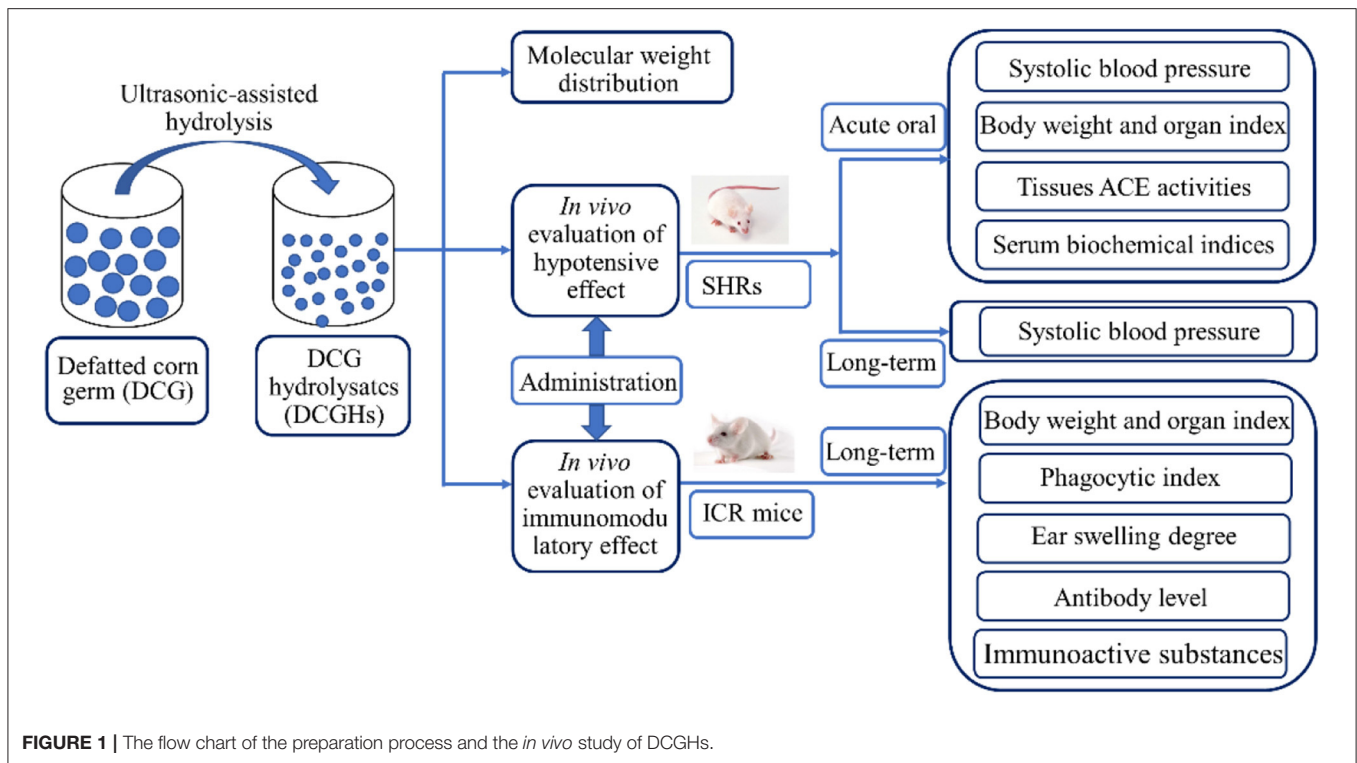 Ultrasonic-assisted
hydrolysis
Defatted corn
germ (DCG)
DCG
hydrolysates
(DCGHs)
Molecular weight
distribution
In vivo
evaluation of
hypotensive
effect
Administration
In vivo
evaluation of
immunomodu
latory effect
SHRs
ICR mice
Acute oral
Long-term
Long-term
Systolic blood pressure
Body weight and organ index
Tissues ACE activities
Serum biochemical indices
Systolic blood pressure
Body weight and organ index
Phagocytic index
Ear swelling degree
Antibody level
Immunoactive substances
FIGURE 1 | The flow chart of the preparation process and the in vivo study of DCGHs.